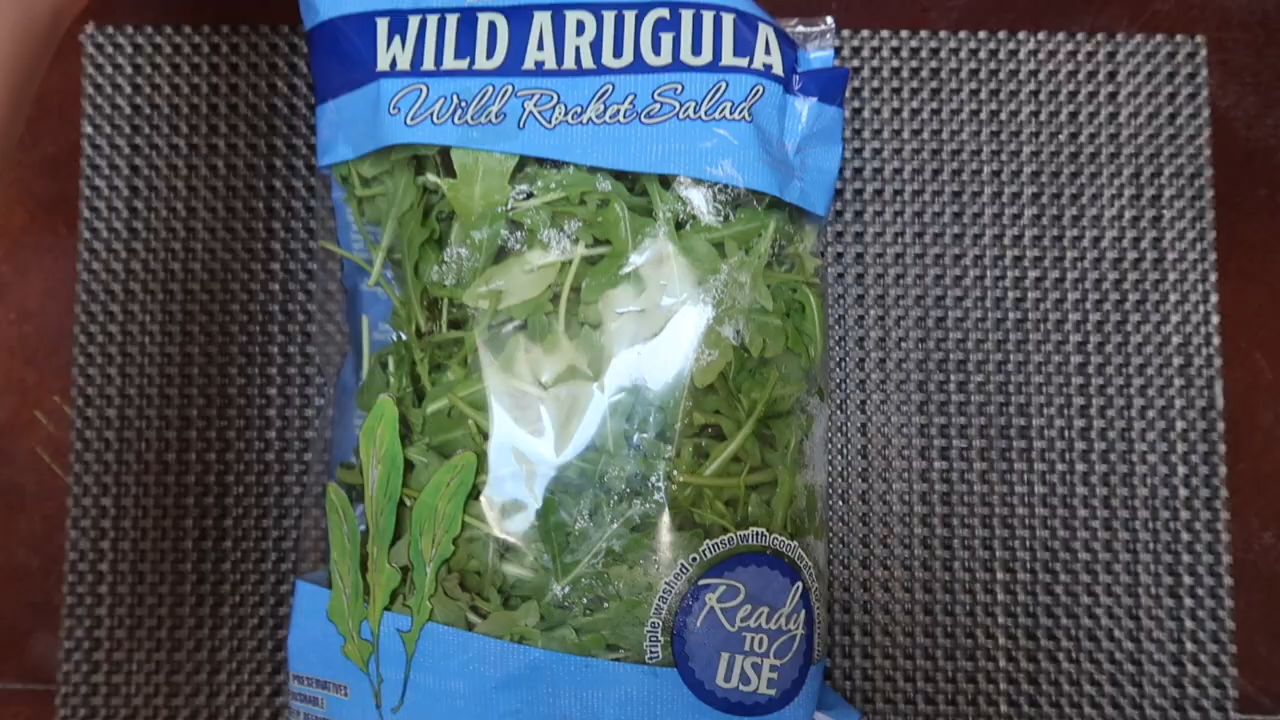 WILD ARUGULA
Wild Rocket Salad
triple washed • rinse with cool water
Ready
TO
USE
PRESERVATIVES